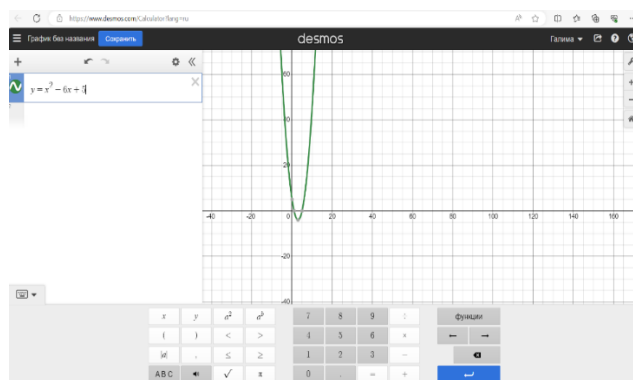 https://www.desmos.com/Calculator?lang=ru
График без названия Сохранить desmos Галина
y = x² − 6x + 5
60
40
20
-40 -20 0 20 40 60 80 100 120 140 160
-20
-40
x y a² aᵇ 7 8 9 ÷ функции
( ) < > 4 5 6 × ← →
|a| , ≤ ≥ 1 2 3 −
A B C √ π 0 . = +